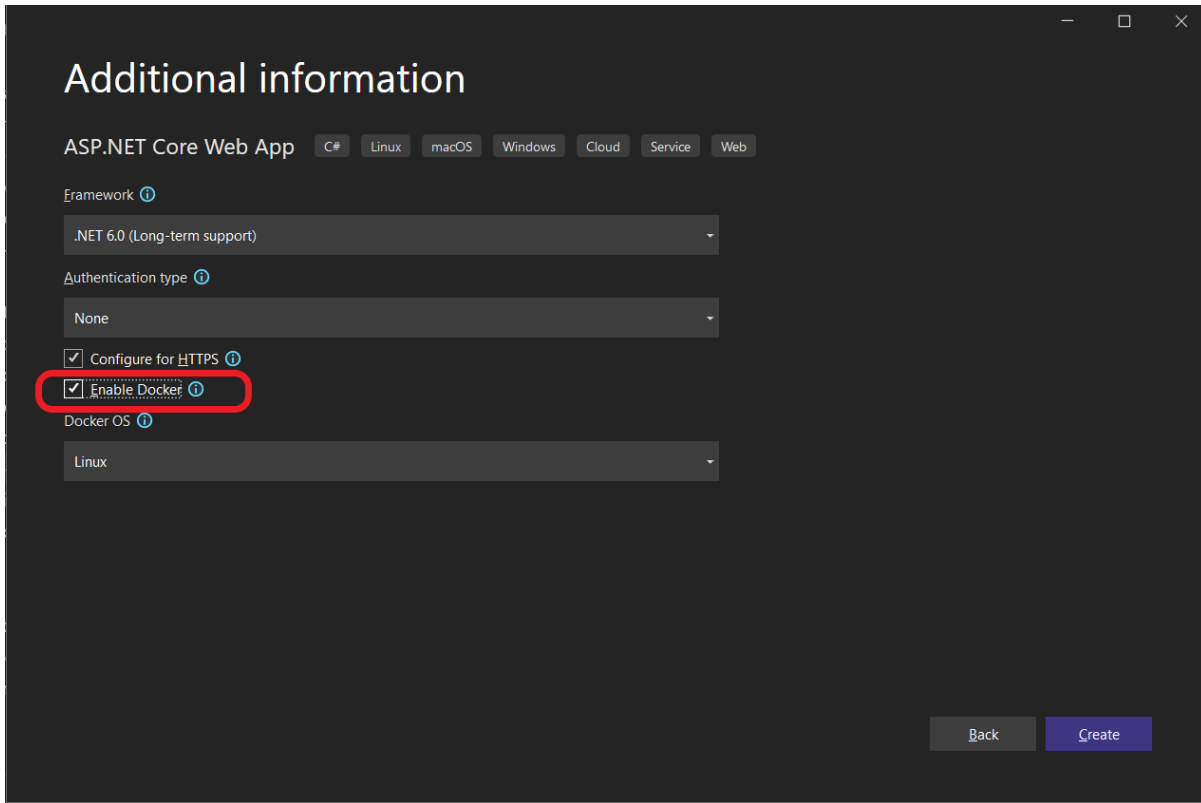 Additional information
ASP.NET Core Web App C# Linux macOS Windows Cloud Service Web
Framework
.NET 6.0 (Long-term support)
Authentication type
None
Configure for HTTPS
Enable Docker
Docker OS
Linux
Back Create